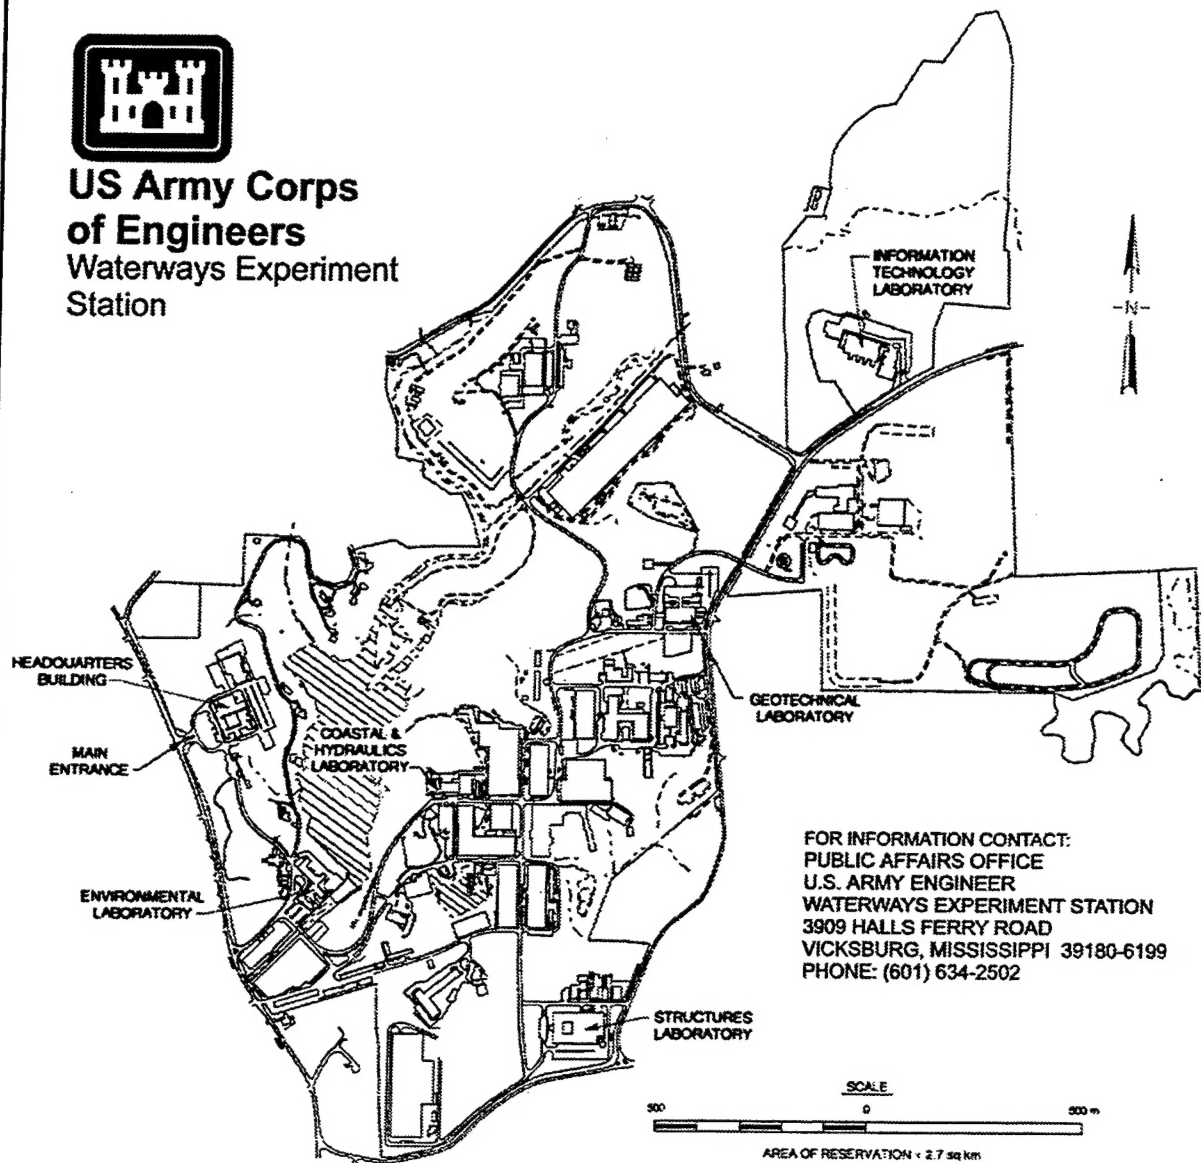 US Army Corps
of Engineers
Waterways Experiment
Station
INFORMATION
TECHNOLOGY
LABORATORY
-N-
HEADQUARTERS
BUILDING
MAIN
ENTRANCE
COASTAL &
HYDRAULICS
LABORATORY
GEOTECHNICAL
LABORATORY
ENVIRONMENTAL
LABORATORY
FOR INFORMATION CONTACT:
PUBLIC AFFAIRS OFFICE
U.S. ARMY ENGINEER
WATERWAYS EXPERIMENT STATION
3909 HALLS FERRY ROAD
VICKSBURG, MISSISSIPPI 39180-6199
PHONE: (601) 634-2502
STRUCTURES
LABORATORY
SCALE
500 0 500 m
AREA OF RESERVATION < 2.7 sq km